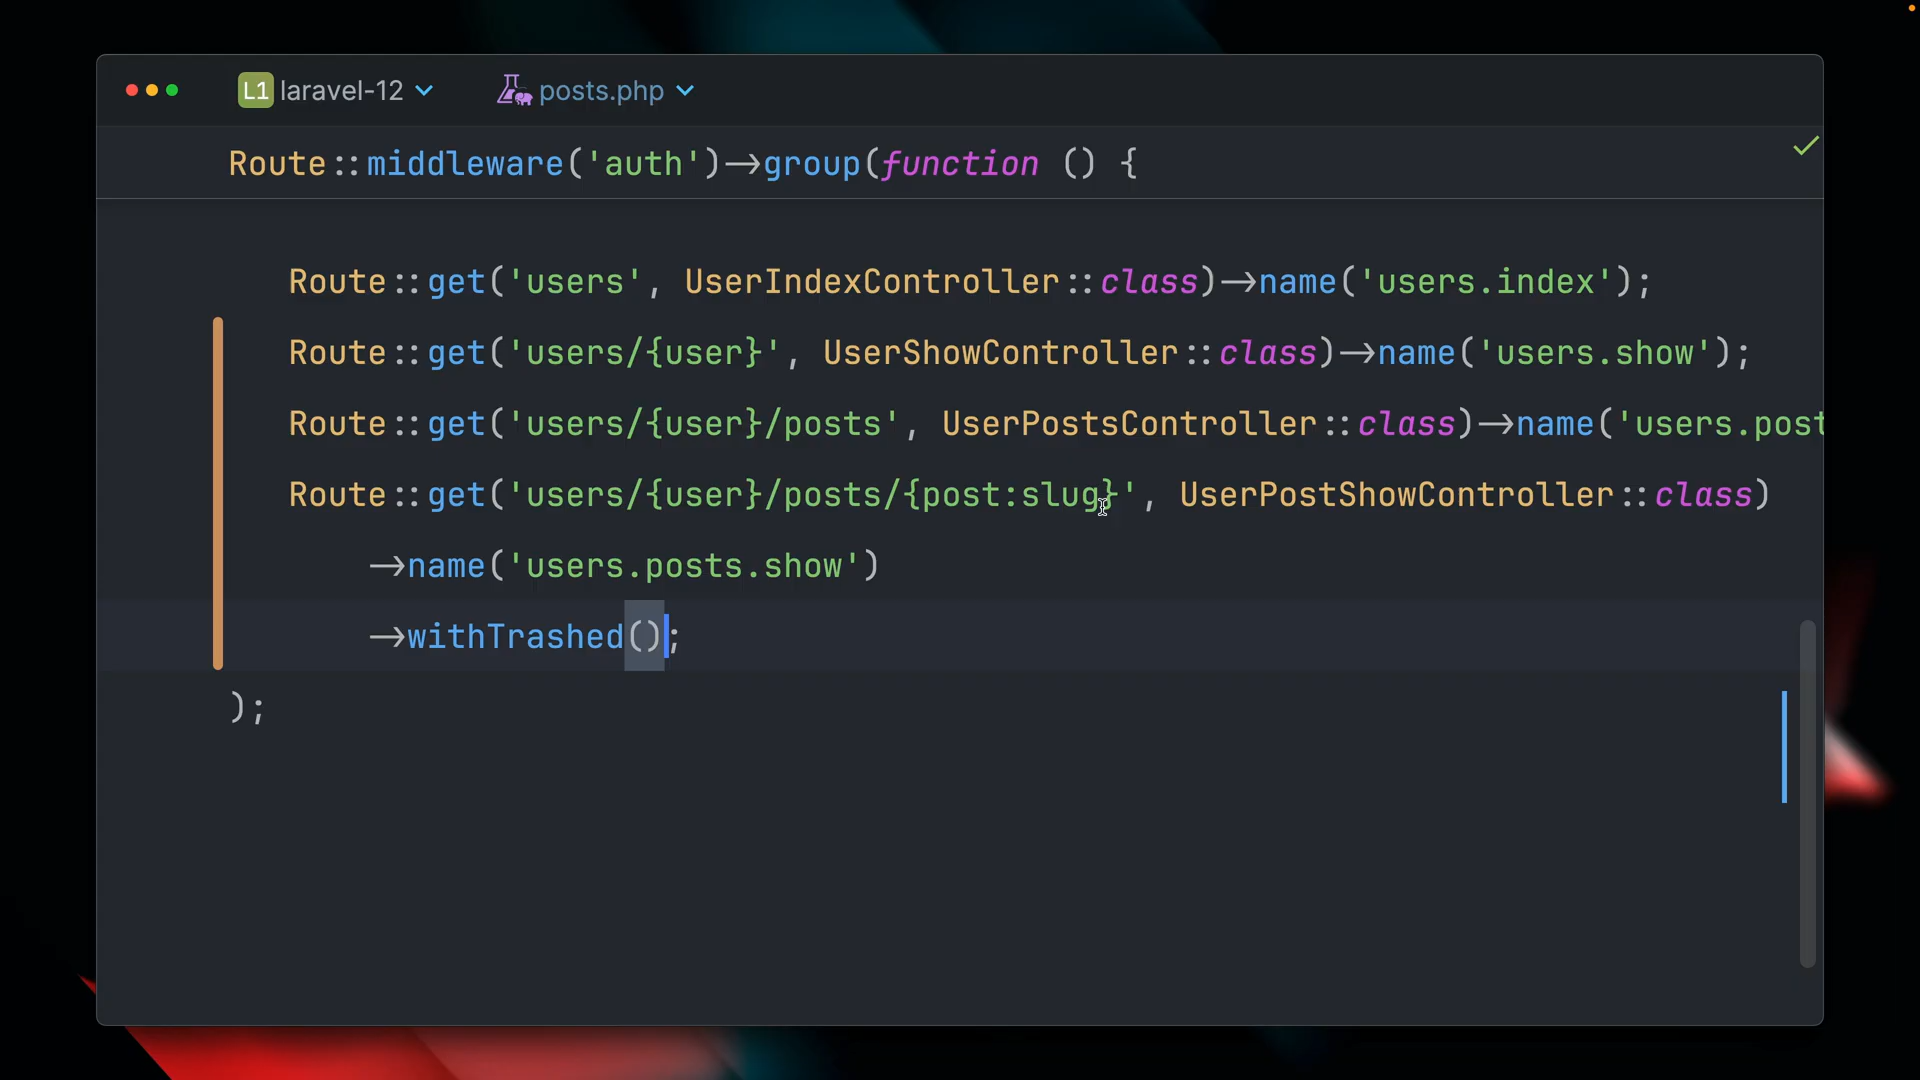 L1 laravel-12 posts.php
Route::middleware('auth')->group(function () {
Route::get('users', UserIndexController::class)->name('users.index');
Route::get('users/{user}', UserShowController::class)->name('users.show');
Route::get('users/{user}/posts', UserPostsController::class)->name('users.post
Route::get('users/{user}/posts/{post:slug}', UserPostShowController::class)
->name('users.posts.show')
->withTrashed();
);